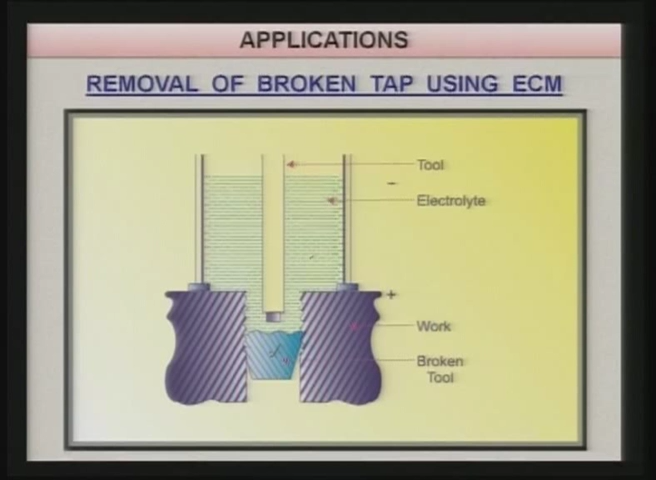 APPLICATIONS
REMOVAL OF BROKEN TAP USING ECM
Tool
-
Electrolyte
+
Work
Broken
Tool